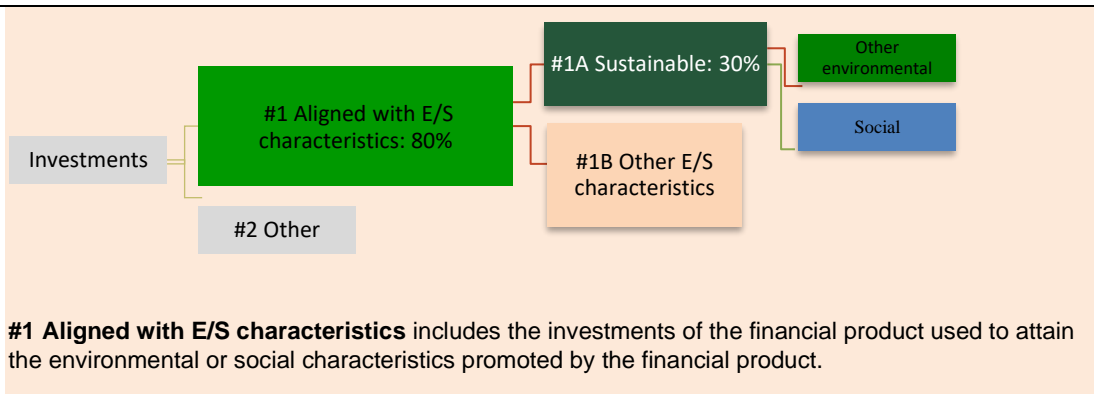 Investments
#1 Aligned with E/S
characteristics: 80%
#2 Other
#1A Sustainable: 30%
#1B Other E/S
characteristics
Other
environmental
Social
#1 Aligned with E/S characteristics includes the investments of the financial product used to attain
the environmental or social characteristics promoted by the financial product.